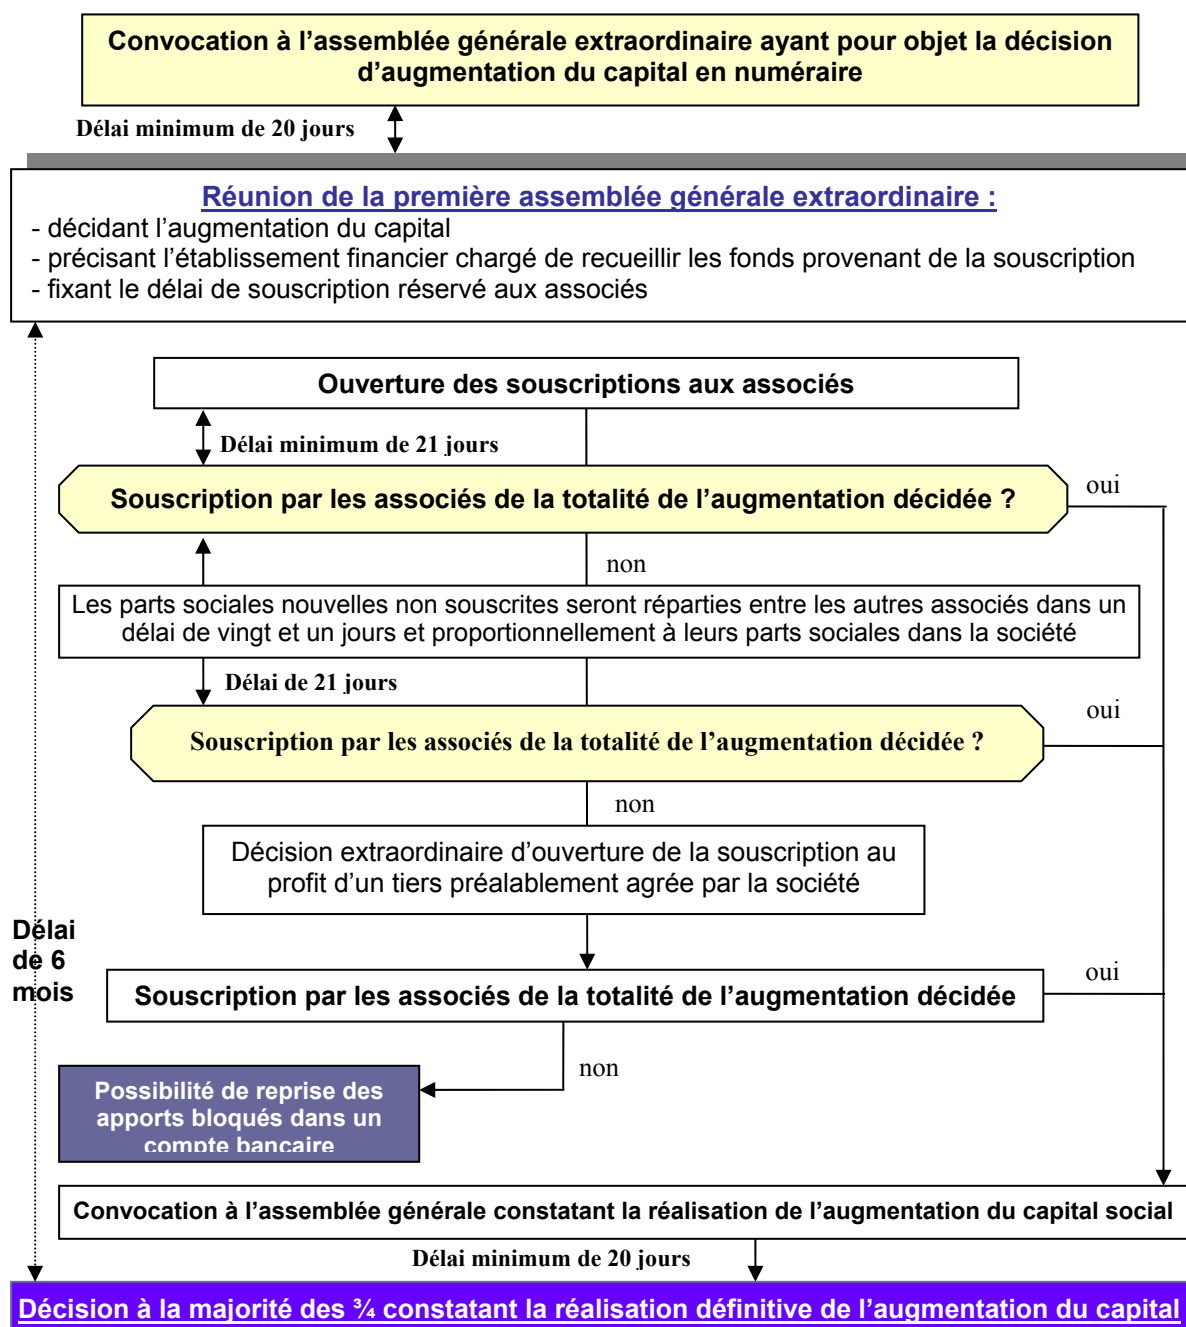 Convocation à l’assemblée générale extraordinaire ayant pour objet la décision
d’augmentation du capital en numéraire
Délai minimum de 20 jours
Réunion de la première assemblée générale extraordinaire :
- décidant l’augmentation du capital
- précisant l’établissement financier chargé de recueillir les fonds provenant de la souscription
- fixant le délai de souscription réservé aux associés
Ouverture des souscriptions aux associés
Délai minimum de 21 jours
Souscription par les associés de la totalité de l’augmentation décidée ?
oui
non
Les parts sociales nouvelles non souscrites seront réparties entre les autres associés dans un
délai de vingt et un jours et proportionnellement à leurs parts sociales dans la société
Délai de 21 jours
Souscription par les associés de la totalité de l’augmentation décidée ?
oui
non
Décision extraordinaire d’ouverture de la souscription au
profit d’un tiers préalablement agrée par la société
Délai
de 6
mois
Souscription par les associés de la totalité de l’augmentation décidée
oui
non
Possibilité de reprise des
apports bloqués dans un
compte bancaire
Convocation à l’assemblée générale constatant la réalisation de l’augmentation du capital social
Délai minimum de 20 jours
Décision à la majorité des ¾ constatant la réalisation définitive de l’augmentation du capital